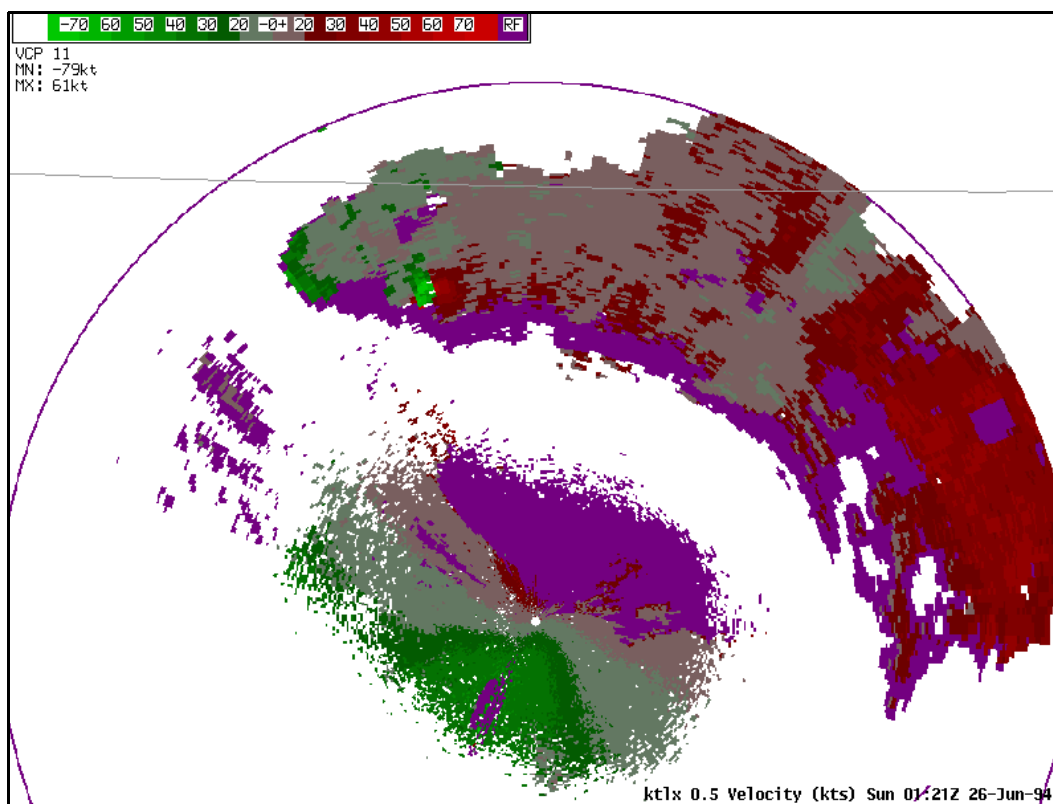 -70 60 50 40 30 20 -0+ 20 30 40 50 60 70 RF
VCP 11
MN: -79kt
MX: 61kt
ktlx 0.5 Velocity (kts) Sun 01:21Z 26-Jun-94